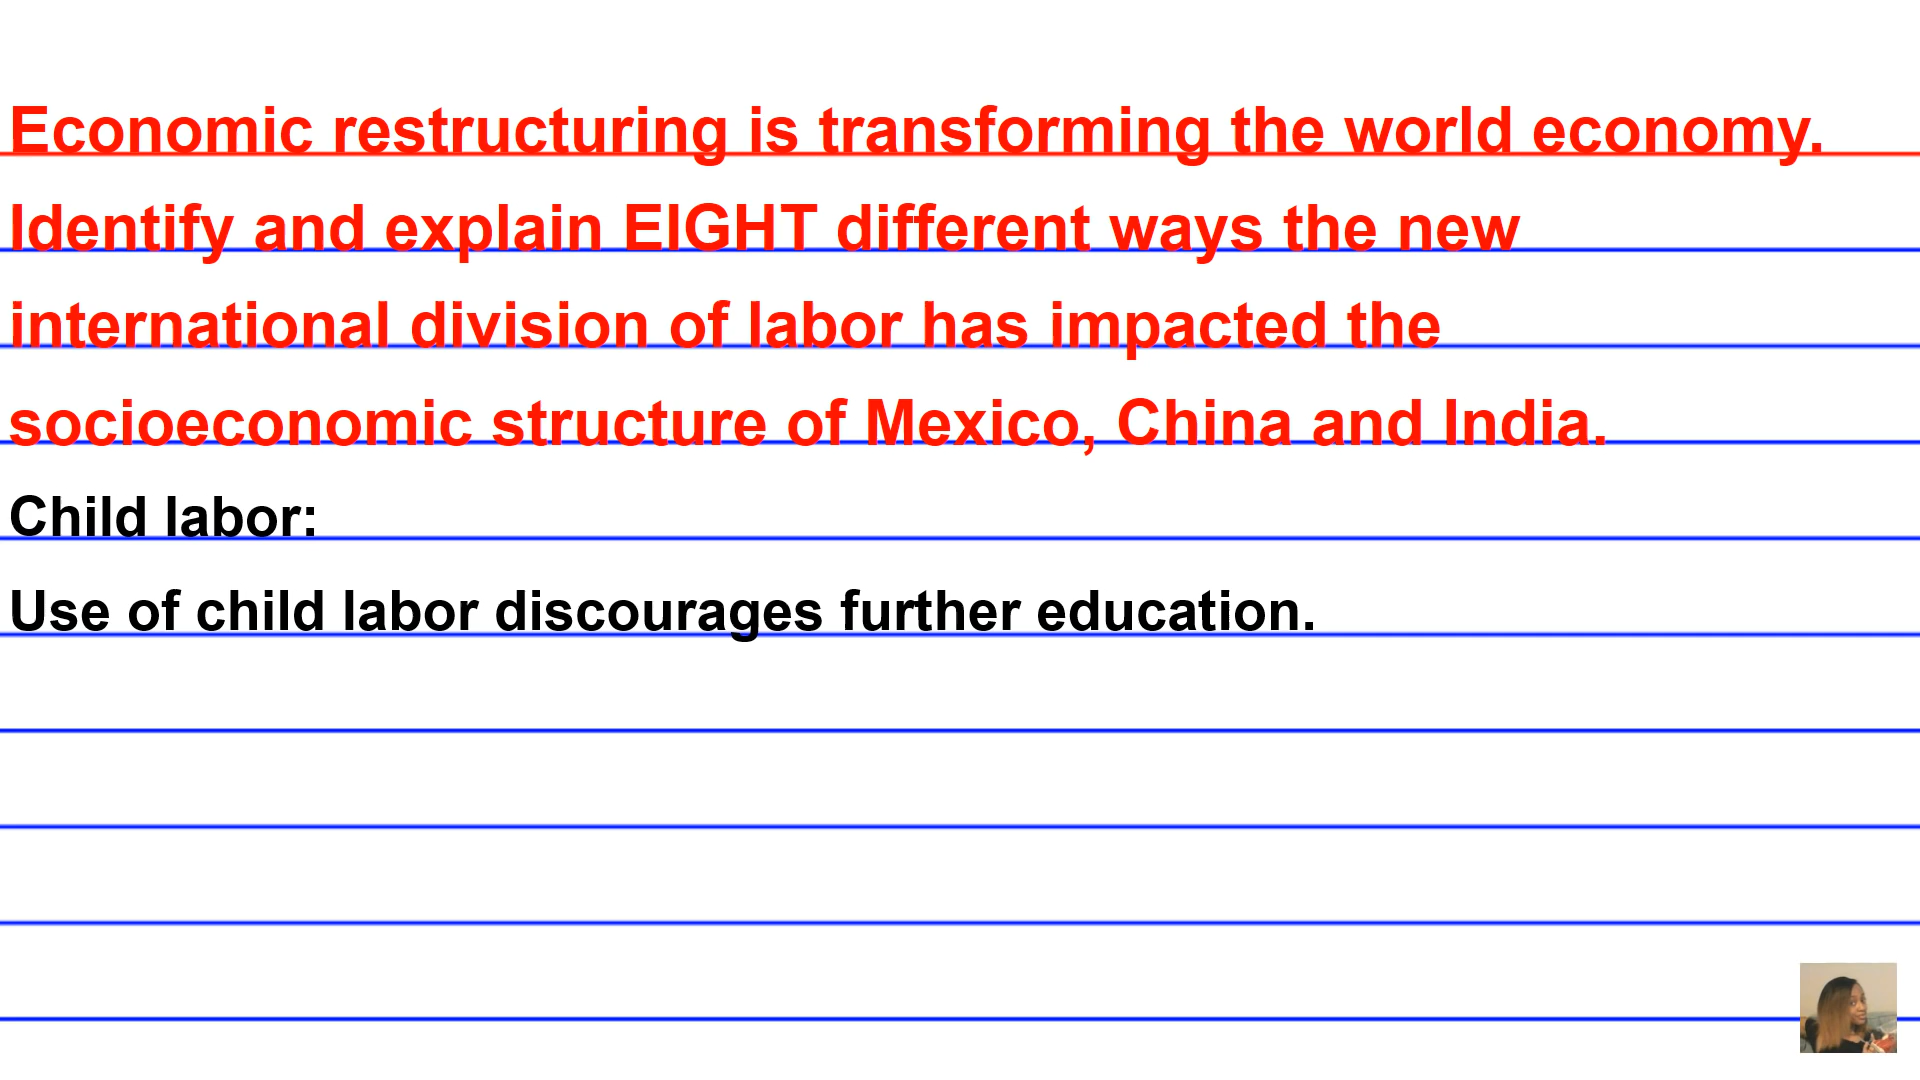 Economic restructuring is transforming the world economy.
Identify and explain EIGHT different ways the new
international division of labor has impacted the
socioeconomic structure of Mexico, China and India.
Child labor:
Use of child labor discourages further education.